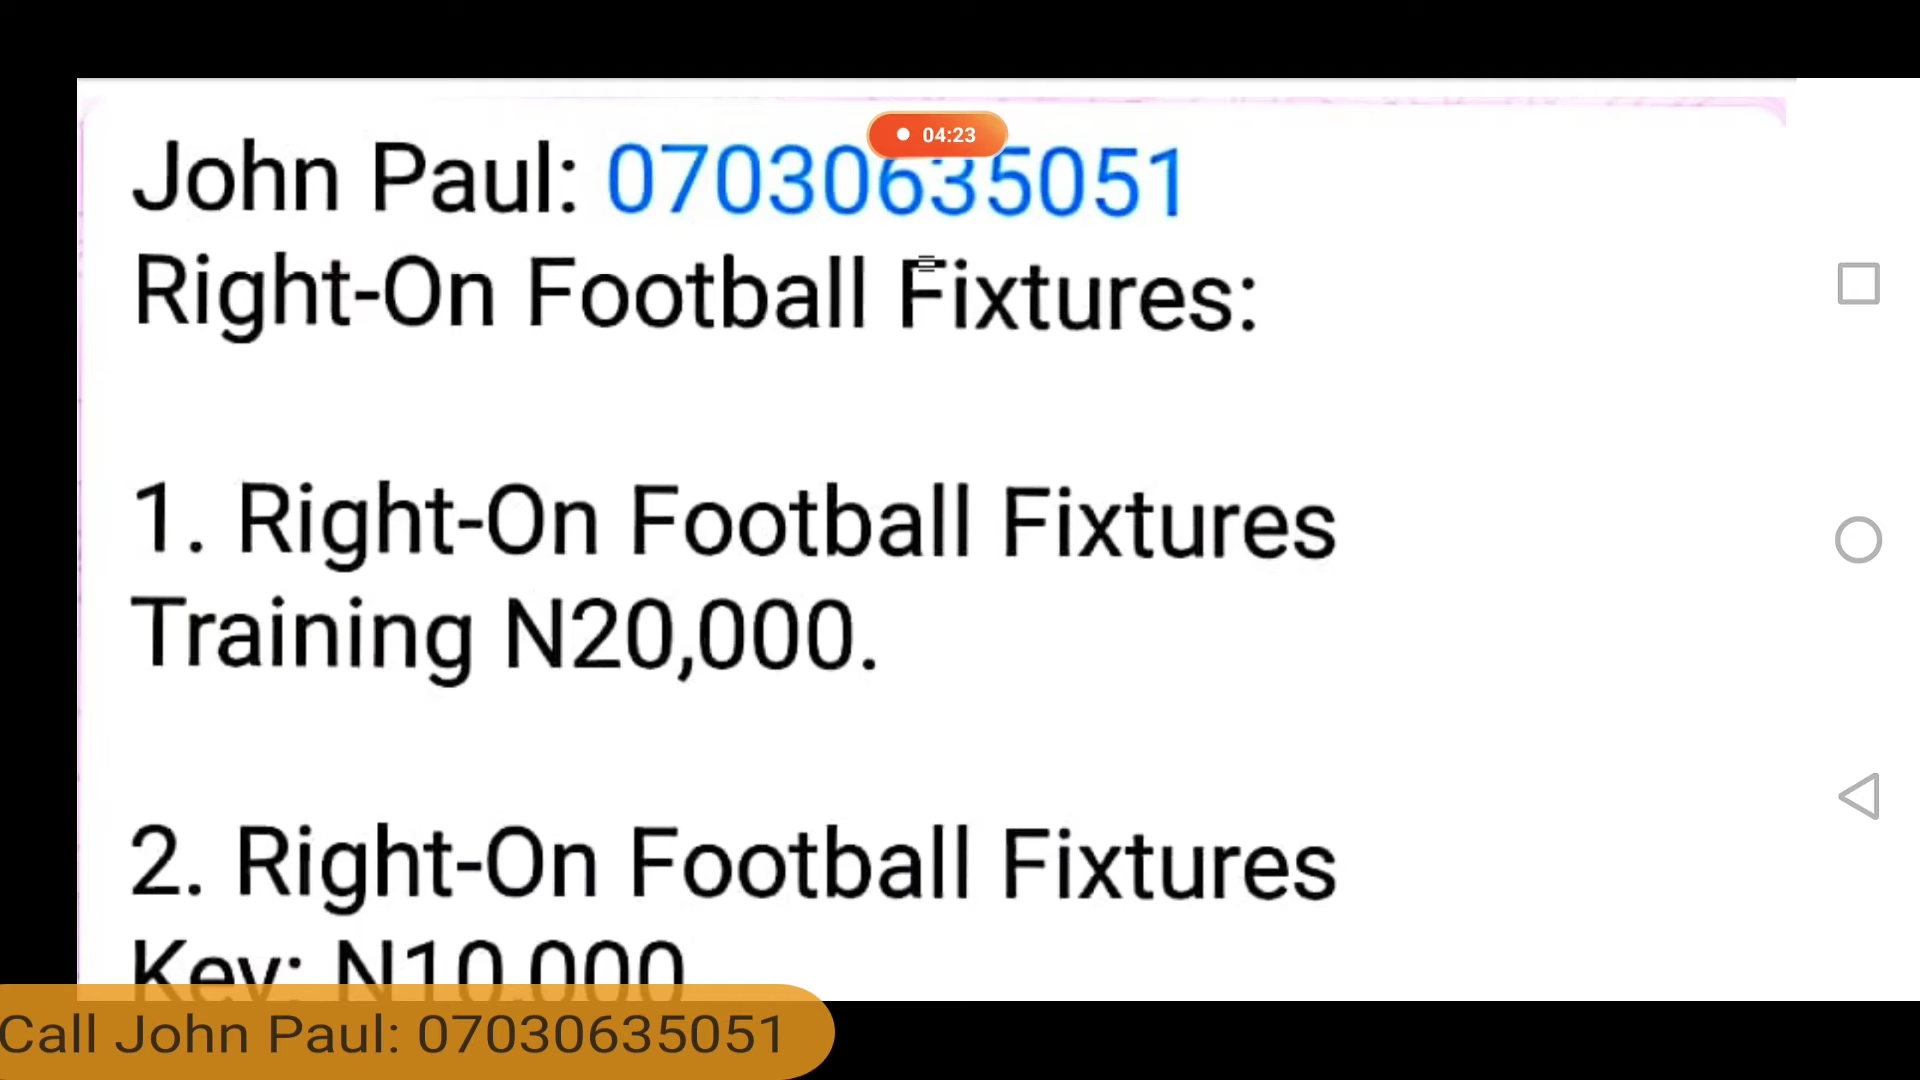 04:23
John Paul: 07030635051
Right-On Football Fixtures:
1. Right-On Football Fixtures
Training N20,000.
2. Right-On Football Fixtures
Key: N10,000
Call John Paul: 07030635051